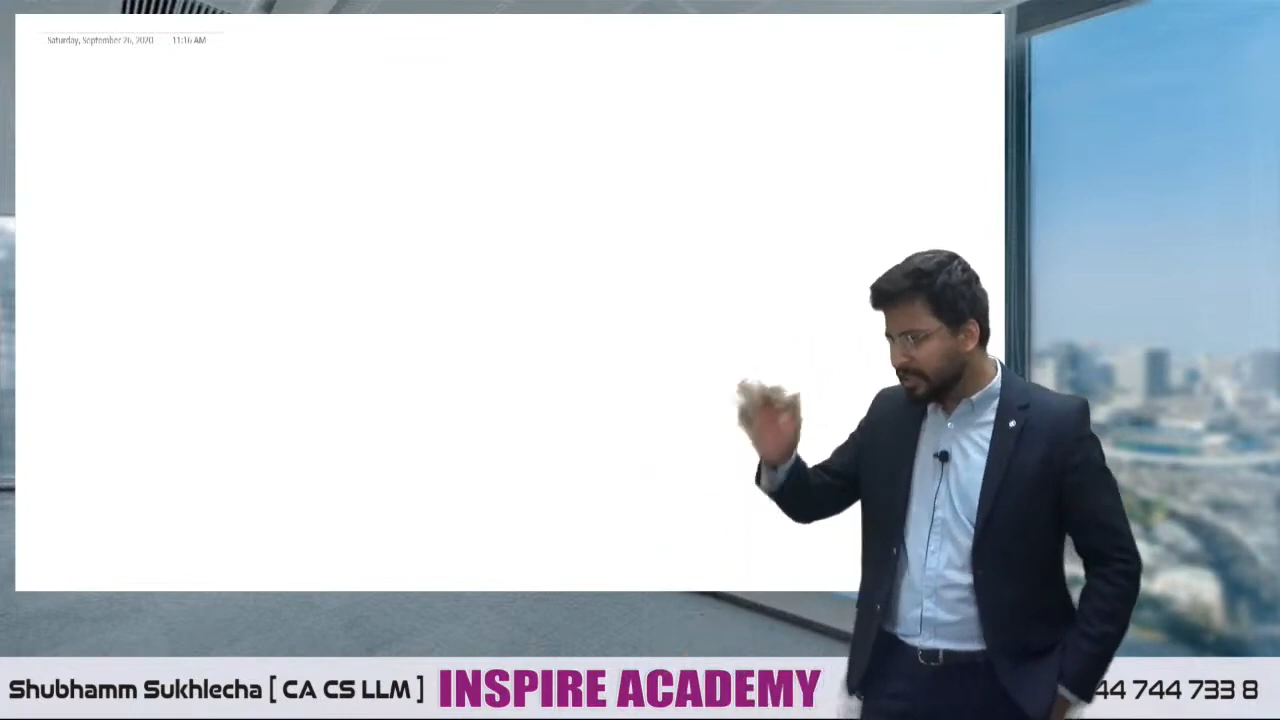 Saturday, September 26, 2020 11:16 AM
Shubhamm Sukhlecha [ CA CS LLM ] INSPIRE ACADEMY 44 744 733 8